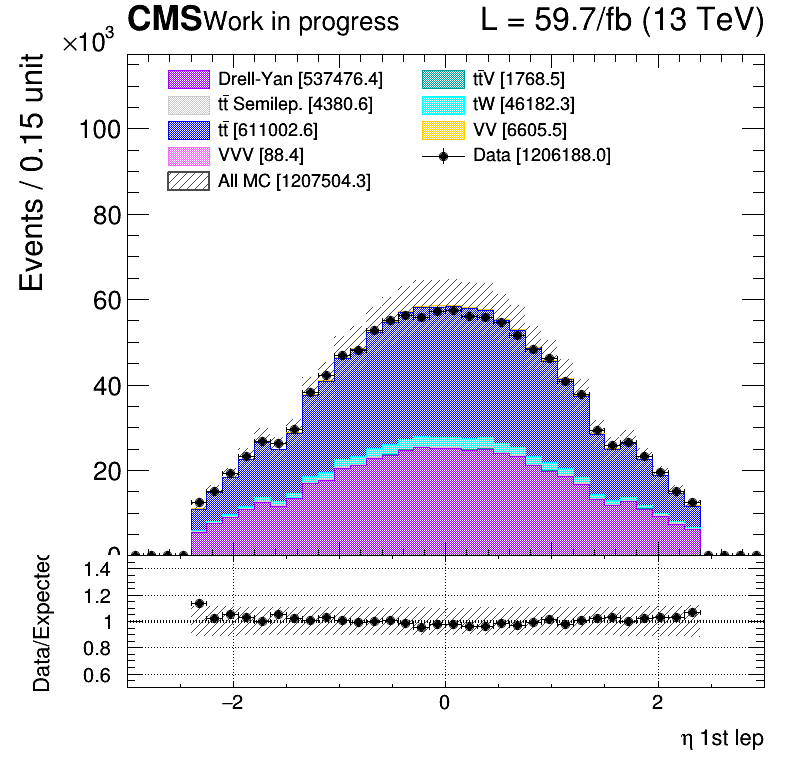 CMS Work in progress L = 59.7/fb (13 TeV)
×10³
Events / 0.15 unit
Drell-Yan [537476.4] tt̄V [1768.5]
tt̄ Semilep. [4380.6] tW [46182.3]
tt̄ [611002.6] VV [6605.5]
VVV [88.4] Data [1206188.0]
All MC [1207504.3]
100
80
60
40
20
0
Data/Expected
1.4
1.2
1
0.8
0.6
−2 0 2
η 1st lep